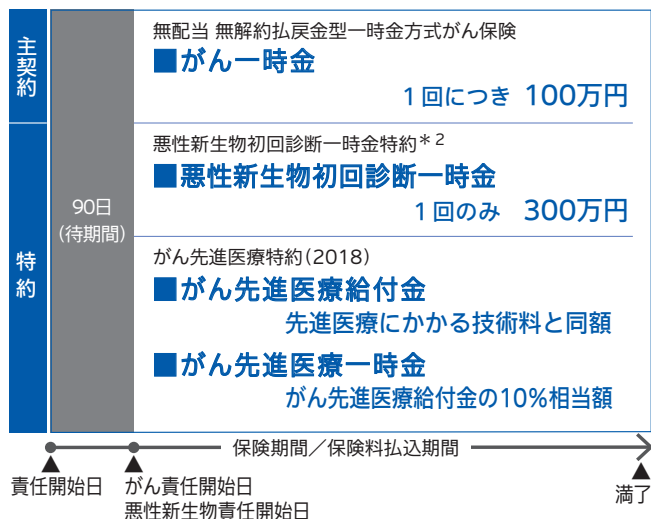 主契約
無配当 無解約払戻金型一時金方式がん保険
■がん一時金
1回につき 100万円
特約
90日
(待期間)
悪性新生物初回診断一時金特約＊2
■悪性新生物初回診断一時金
1回のみ 300万円
がん先進医療特約(2018)
■がん先進医療給付金
先進医療にかかる技術料と同額
■がん先進医療一時金
がん先進医療給付金の10%相当額
保険期間／保険料払込期間
責任開始日
がん責任開始日
悪性新生物責任開始日
満了